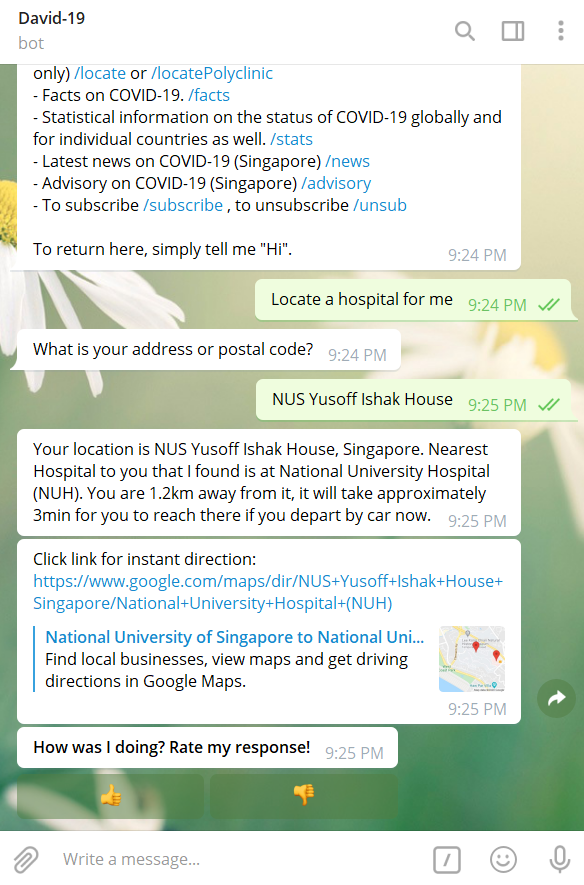 David-19
bot
only) /locate or /locatePolyclinic
- Facts on COVID-19. /facts
- Statistical information on the status of COVID-19 globally and
for individual countries as well. /stats
- Latest news on COVID-19 (Singapore) /news
- Advisory on COVID-19 (Singapore) /advisory
- To subscribe /subscribe , to unsubscribe /unsub
To return here, simply tell me "Hi".
9:24 PM
Locate a hospital for me 9:24 PM
What is your address or postal code? 9:24 PM
NUS Yusoff Ishak House 9:25 PM
Your location is NUS Yusoff Ishak House, Singapore. Nearest
Hospital to you that I found is at National University Hospital
(NUH). You are 1.2km away from it, it will take approximately
3min for you to reach there if you depart by car now. 9:25 PM
Click link for instant direction:
https://www.google.com/maps/dir/NUS+Yusoff+Ishak+House+
Singapore/National+University+Hospital+(NUH)
National University of Singapore to National Uni...
Find local businesses, view maps and get driving
directions in Google Maps.
9:25 PM
How was I doing? Rate my response! 9:25 PM
Write a message...